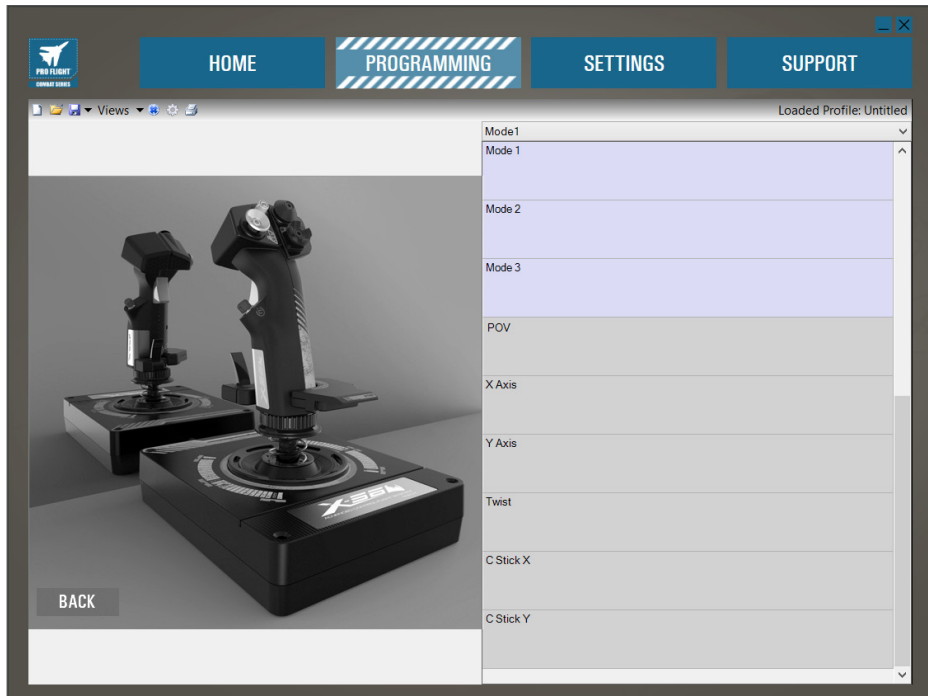 PRO FLIGHT
COMBAT SERIES
HOME
PROGRAMMING
SETTINGS
SUPPORT
Views
Loaded Profile: Untitled
Mode1
Mode 1
Mode 2
Mode 3
POV
X Axis
Y Axis
Twist
C Stick X
C Stick Y
X-56
BACK